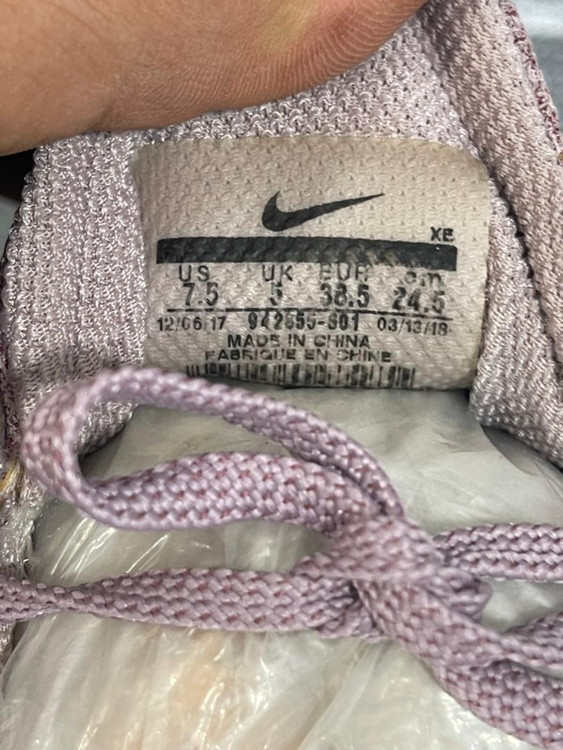 XE
US UK EUR cm
7.5 5 38.5 24.5
12/06/17 942855-601 03/13/18
MADE IN CHINA
FABRIQUE EN CHINE